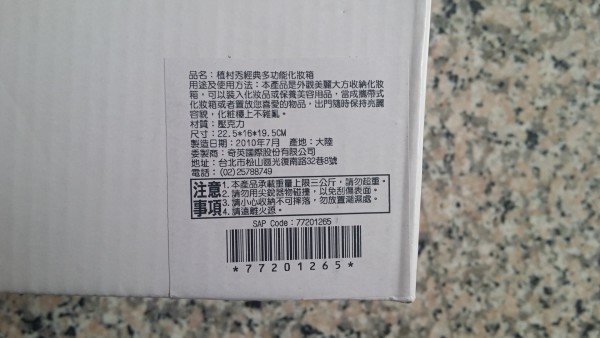 品名：植村秀經典多功能化妝箱
用途及使用方法：本產品是外觀美麗大方收納化妝
箱，可以裝入化妝品或保養美容用品，當成攜帶式
化妝箱或者置放您喜愛的物品，出門隨時保持亮麗
容貌，化粧檯上不雜亂。
材質：壓克力
尺寸：22.5*16*19.5CM
製造日期：2010年7月 產地：大陸
委製商：奇英國際股份有限公司
地址：台北市松山區光復南路32巷8號
電話：(02)25788749
注意事項
1.本產品承載重量上限三公斤，請勿超重。
2.請勿用尖銳器物碰撞，以免刮傷表面。
3.請小心收納不可摔落，勿放置潮濕處。
4.請遠離火源。
SAP Code：77201265
*77201265*